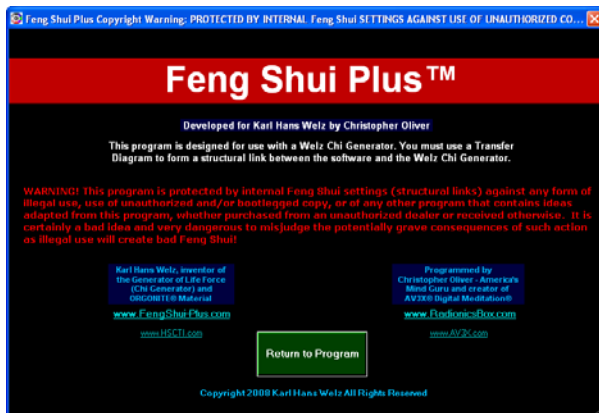 Feng Shui Plus Copyright Warning: PROTECTED BY INTERNAL Feng Shui SETTINGS AGAINST USE OF UNAUTHORIZED CO...
Feng Shui Plus™
Developed for Karl Hans Welz by Christopher Oliver
This program is designed for use with a Welz Chi Generator. You must use a Transfer
Diagram to form a structural link between the software and the Welz Chi Generator.
WARNING! This program is protected by internal Feng Shui settings (structural links) against any form of
illegal use, use of unauthorized and/or bootlegged copy, or of any other program that contains ideas
adapted from this program, whether purchased from an unauthorized dealer or received otherwise. It is
certainly a bad idea and very dangerous to misjudge the potentially grave consequences of such action
as illegal use will create bad Feng Shui!
Karl Hans Welz, inventor of
the Generator of Life Force
(Chi Generator) and
ORGONITE® Material
www.FengShui-Plus.com
www.HSCTI.com
Programmed by
Christopher Oliver - America's
Mind Guru and creator of
AV3X® Digital Meditation®
www.RadionicsBox.com
www.AV3X.com
Return to Program
Copyright 2008 Karl Hans Welz All Rights Reserved